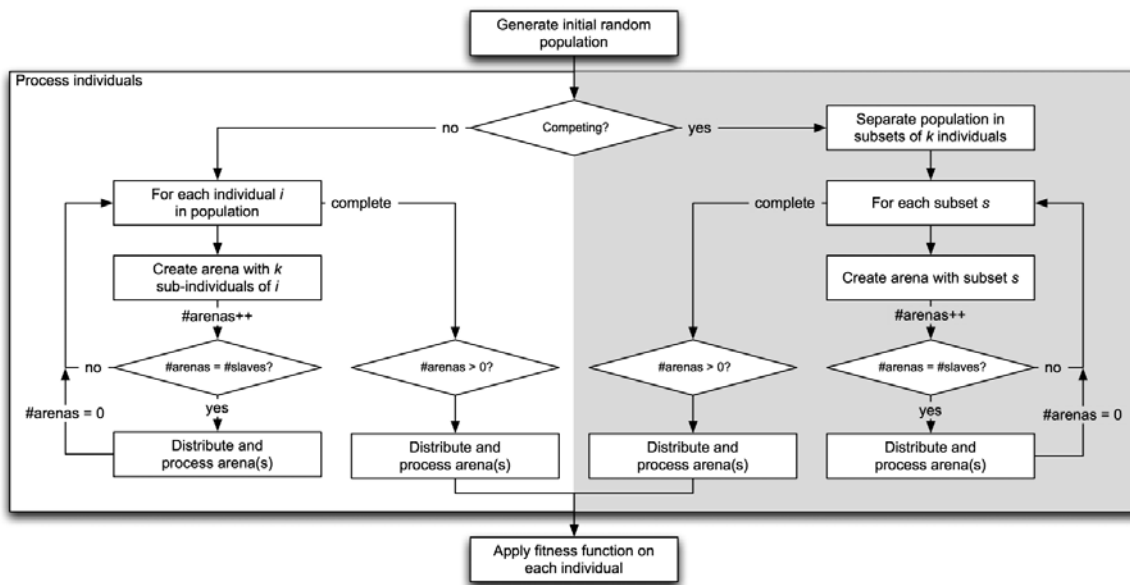 Generate initial random
population
Process individuals
no
Competing?
yes
Separate population in
subsets of k individuals
For each individual i
in population
complete
complete
For each subset s
Create arena with k
sub-individuals of i
Create arena with subset s
#arenas++
#arenas++
no
#arenas = #slaves?
#arenas > 0?
#arenas > 0?
#arenas = #slaves?
no
#arenas = 0
yes
yes
#arenas = 0
Distribute and
process arena(s)
Distribute and
process arena(s)
Distribute and
process arena(s)
Distribute and
process arena(s)
Apply fitness function on
each individual